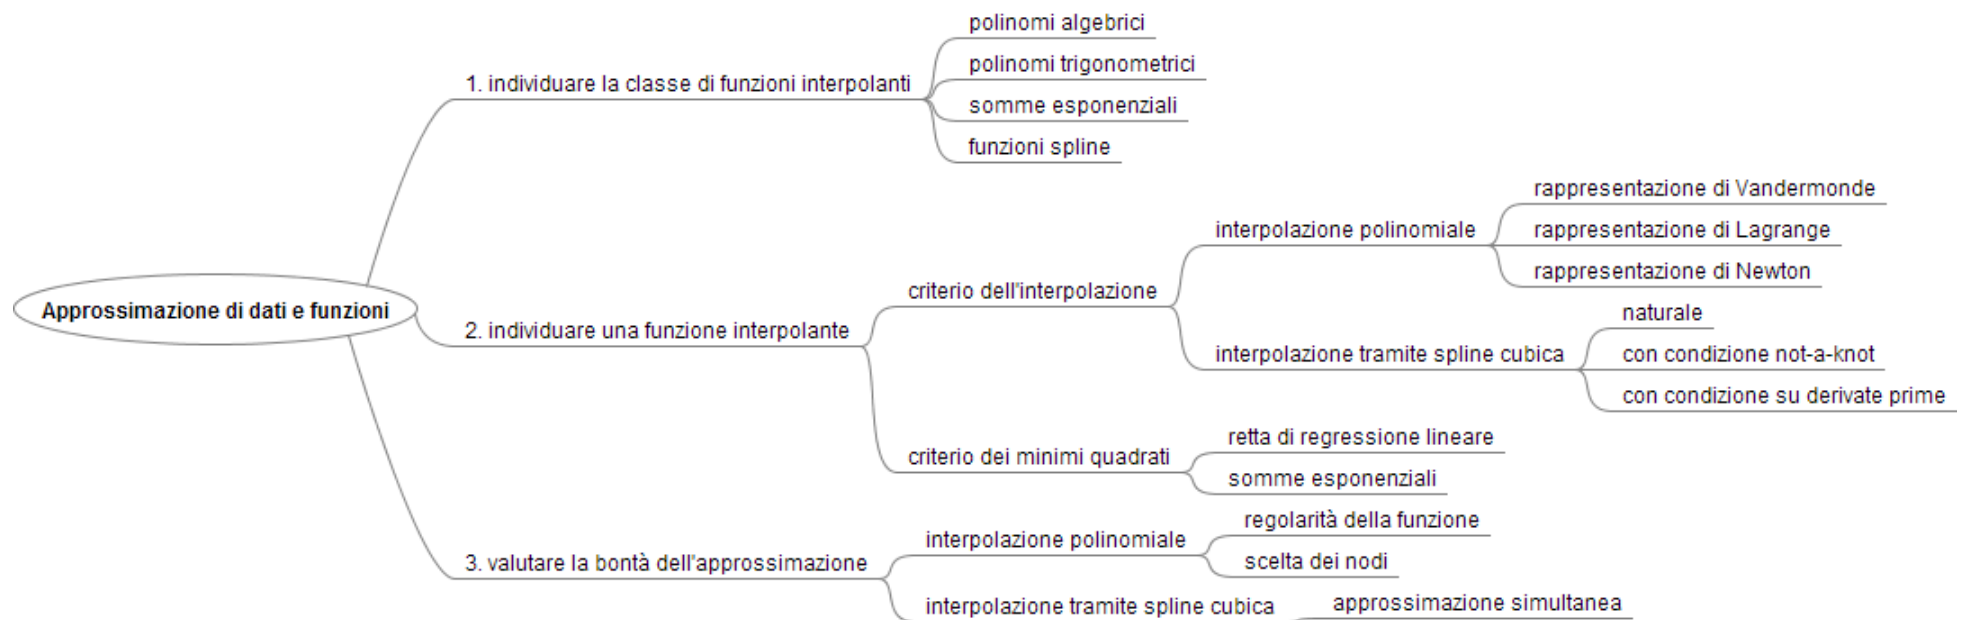 Approssimazione di dati e funzioni
1. individuare la classe di funzioni interpolanti
polinomi algebrici
polinomi trigonometrici
somme esponenziali
funzioni spline
2. individuare una funzione interpolante
criterio dell'interpolazione
interpolazione polinomiale
rappresentazione di Vandermonde
rappresentazione di Lagrange
rappresentazione di Newton
interpolazione tramite spline cubica
naturale
con condizione not-a-knot
con condizione su derivate prime
criterio dei minimi quadrati
retta di regressione lineare
somme esponenziali
3. valutare la bontà dell'approssimazione
interpolazione polinomiale
regolarità della funzione
scelta dei nodi
interpolazione tramite spline cubica
approssimazione simultanea